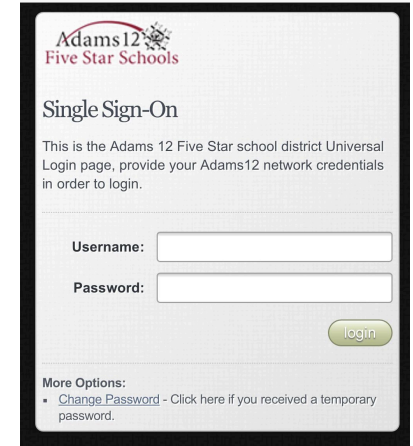 Adams12
Five Star Schools
Single Sign-On
This is the Adams 12 Five Star school district Universal
Login page, provide your Adams12 network credentials
in order to login.
Username:
Password:
login
More Options:
▪ Change Password - Click here if you received a temporary
password.